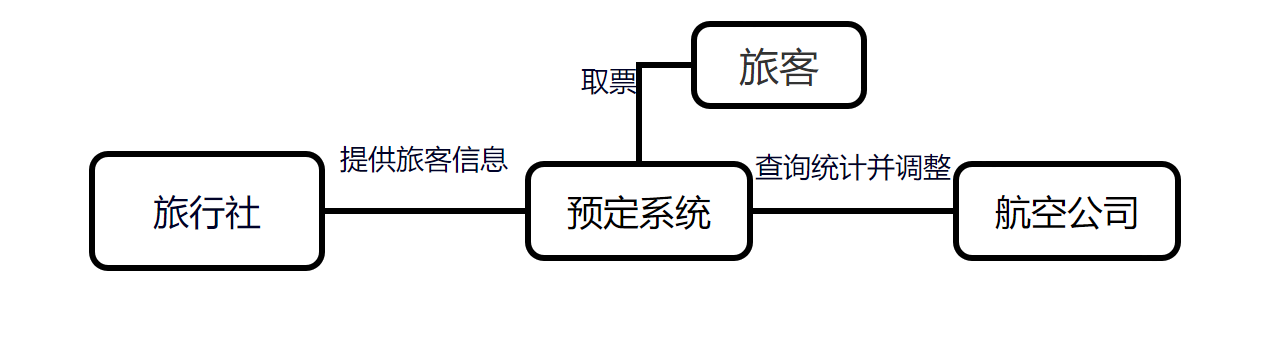 旅客
取票
提供旅客信息
查询统计并调整
旅行社
预定系统
航空公司